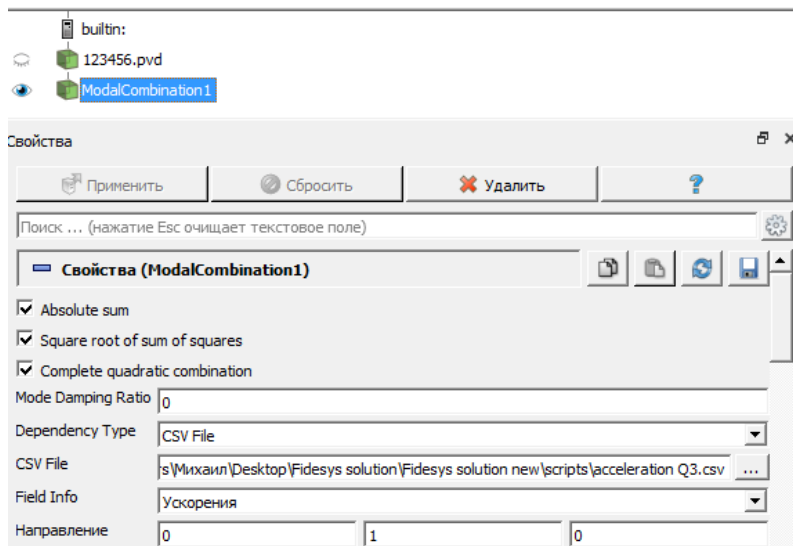 builtin:
123456.pvd
ModalCombination1
Свойства
Применить Сбросить Удалить ?
Поиск ... (нажатие Esc очищает текстовое поле)
Свойства (ModalCombination1)
Absolute sum
Square root of sum of squares
Complete quadratic combination
Mode Damping Ratio 0
Dependency Type CSV File
CSV File rs\Михаил\Desktop\Fidesys solution\Fidesys solution new\scripts\acceleration Q3.csv ...
Field Info Ускорения
Направление 0 1 0